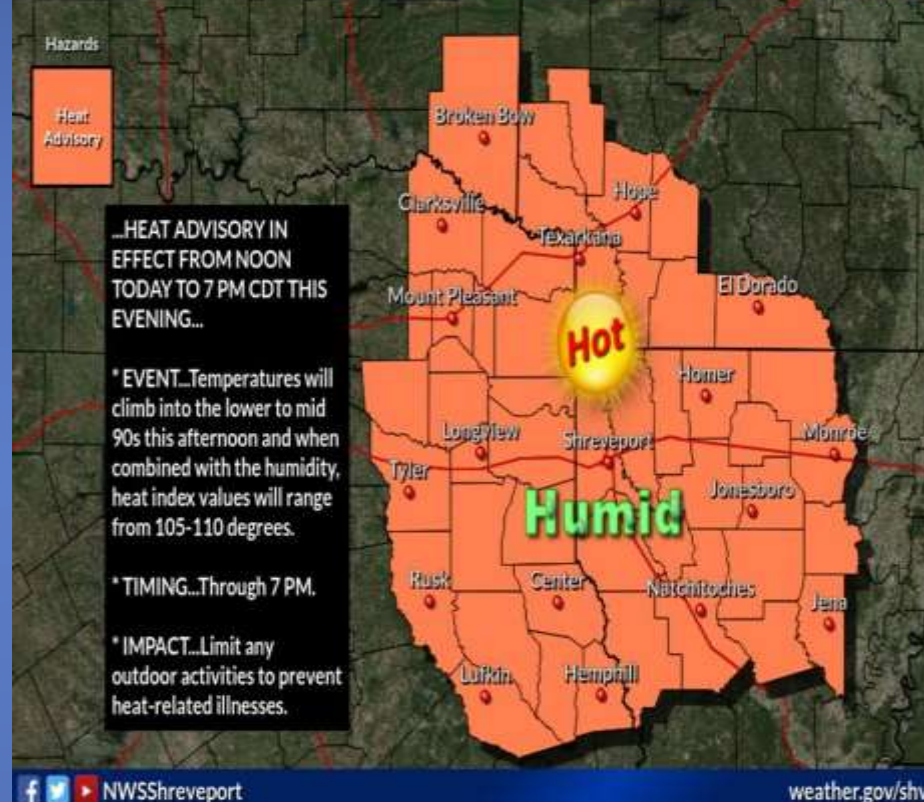 Hazards
Heat
Advisory
...HEAT ADVISORY IN
EFFECT FROM NOON
TODAY TO 7 PM CDT THIS
EVENING...
* EVENT...Temperatures will
climb into the lower to mid
90s this afternoon and when
combined with the humidity,
heat index values will range
from 105-110 degrees.
* TIMING...Through 7 PM.
* IMPACT...Limit any
outdoor activities to prevent
heat-related illnesses.
Broken Bow
Clarksville
Hope
Texarkana
Mount Pleasant
El Dorado
Hot
Homer
Longview
Shreveport
Monroe
Tyler
Jonesboro
Humid
Rusk
Center
Natchitoches
Jena
Lufkin
Hemphill
NWSShreveport
weather.gov/shv